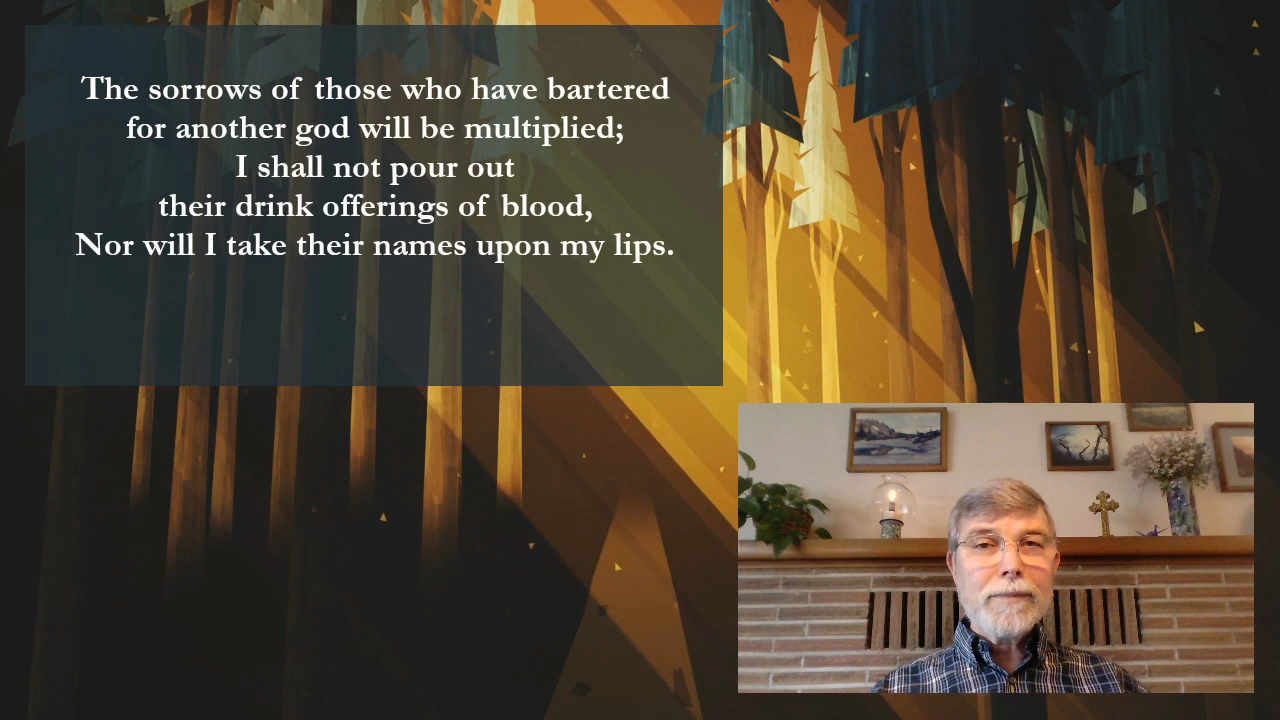 The sorrows of those who have bartered
for another god will be multiplied;
I shall not pour out
their drink offerings of blood,
Nor will I take their names upon my lips.